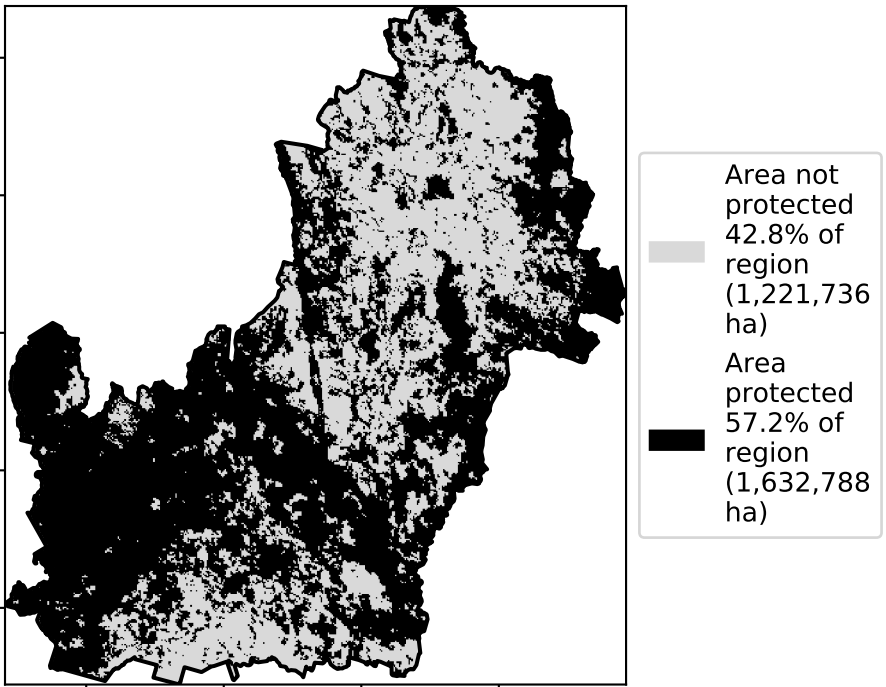 Area not
protected
42.8% of
region
(1,221,736
ha)
Area
protected
57.2% of
region
(1,632,788
ha)